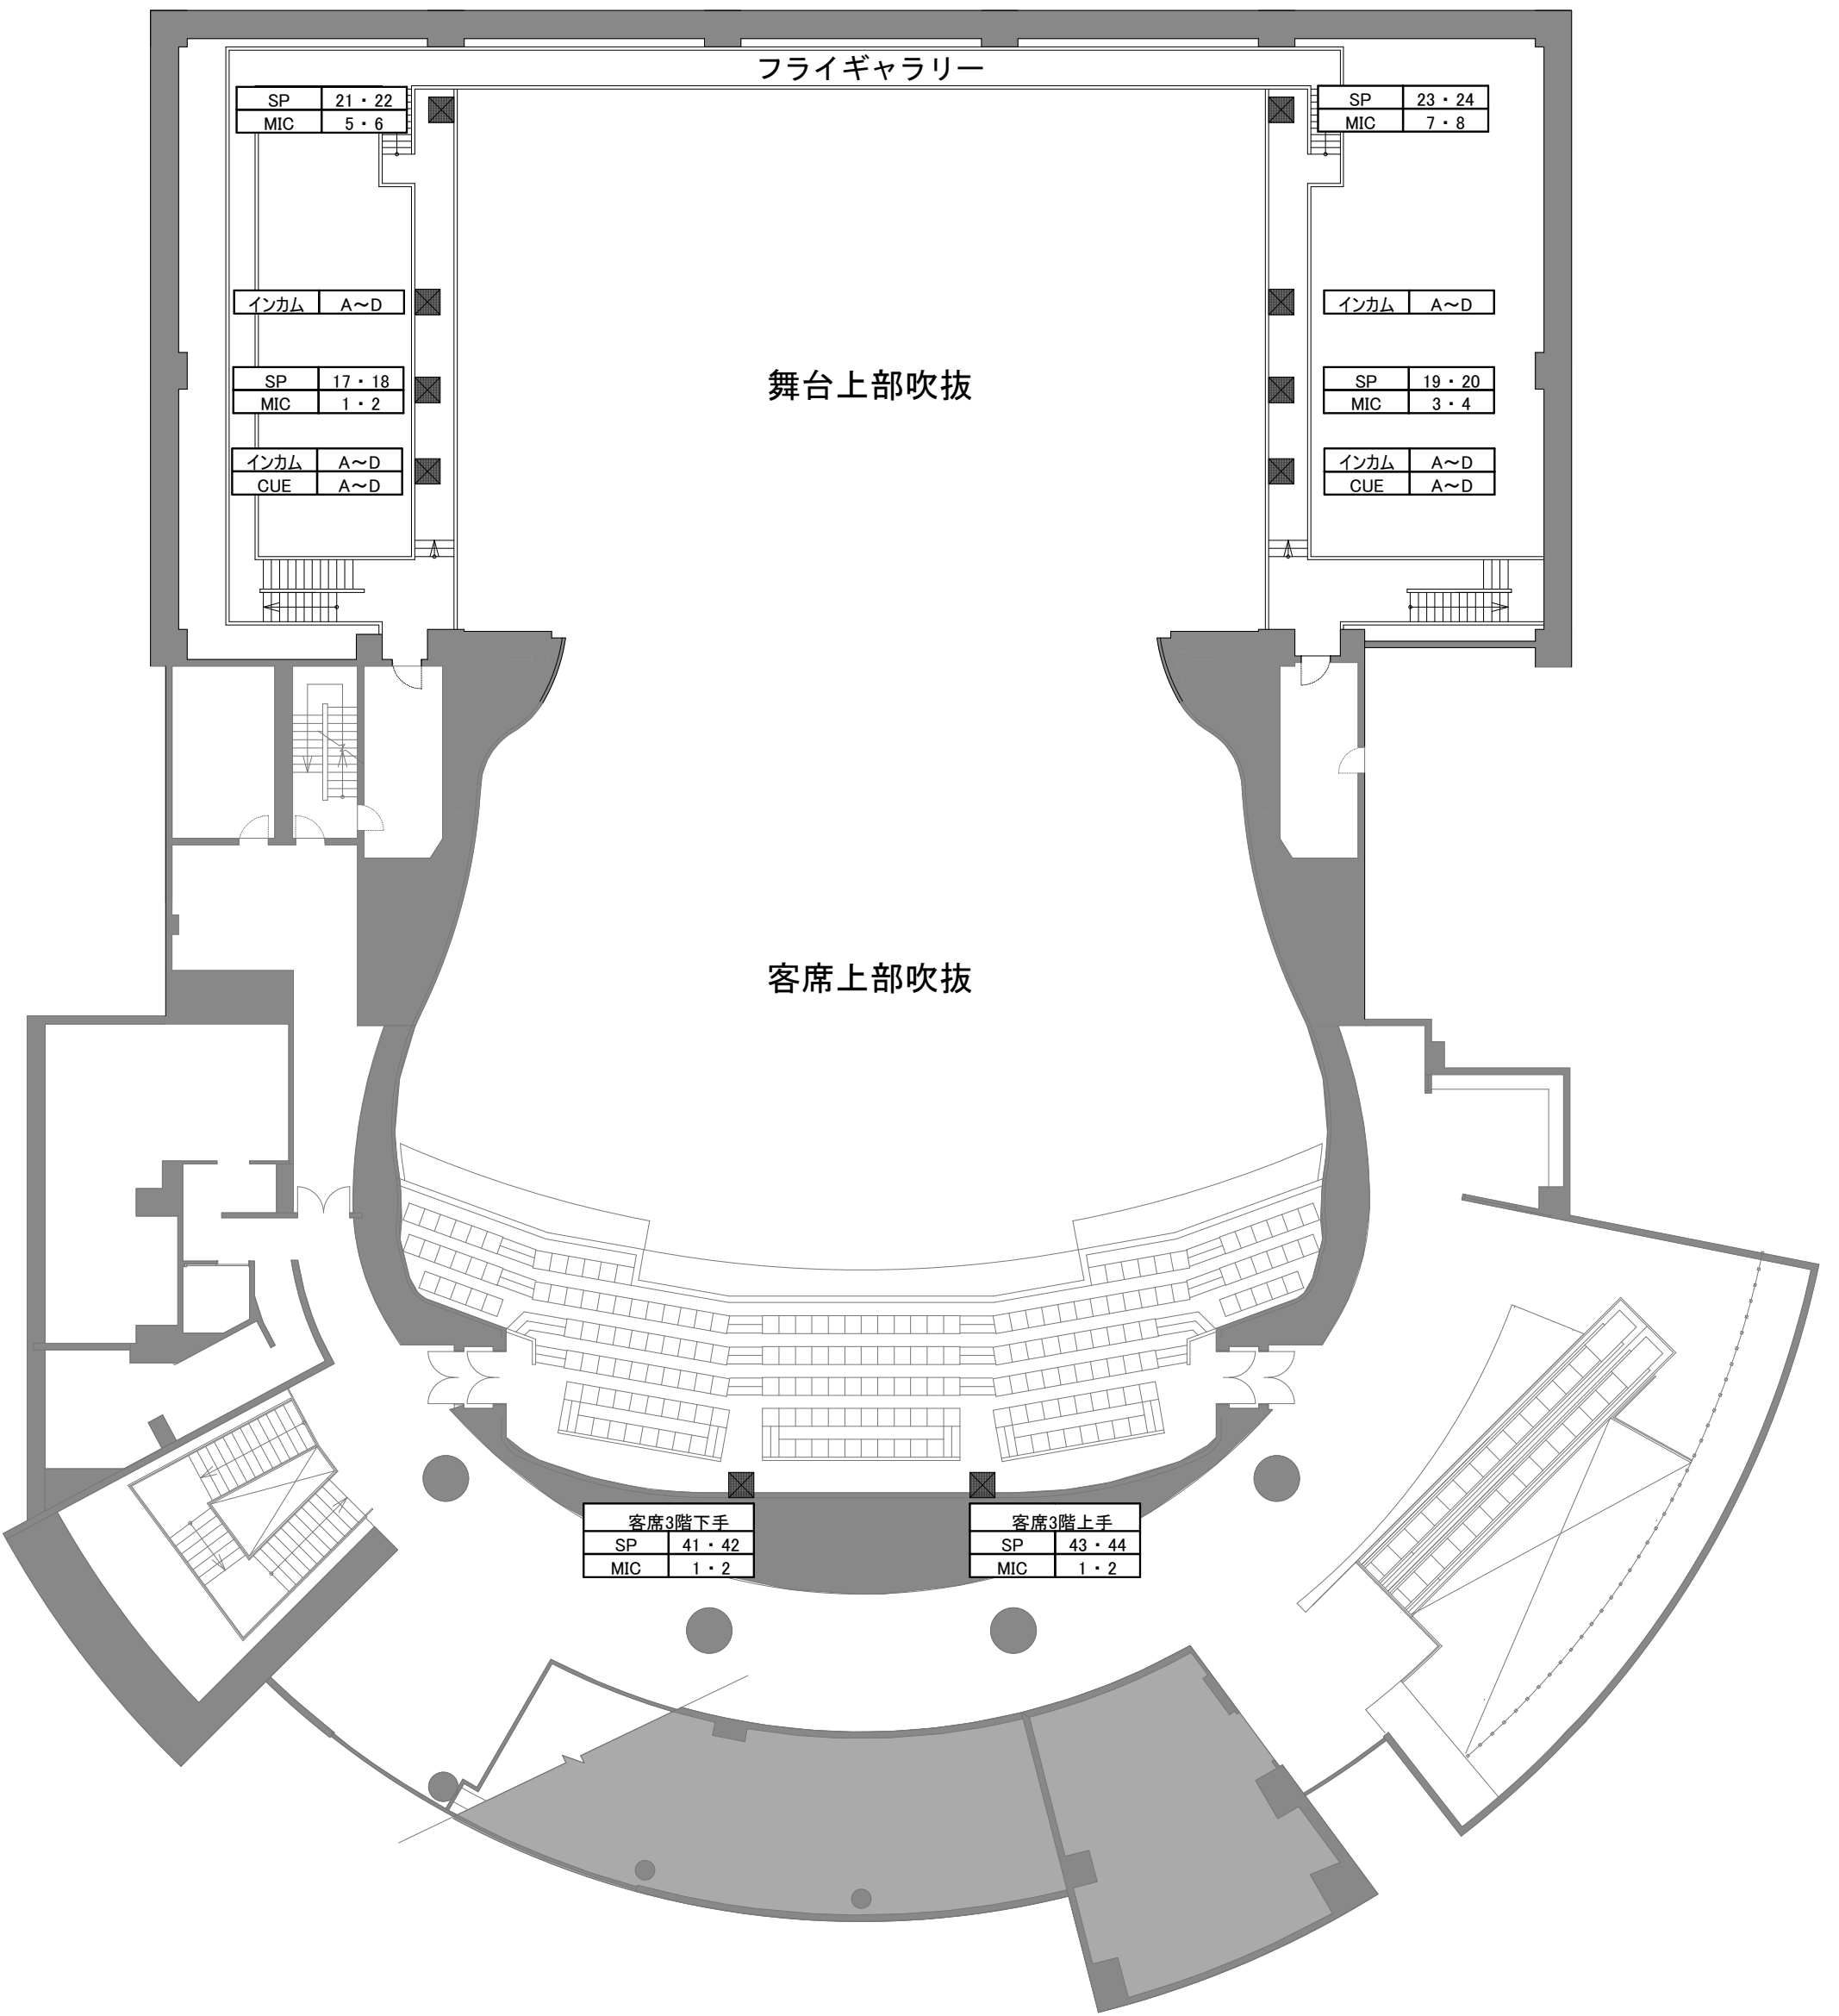 フライギャラリー
SP 21・22
MIC 5・6
SP 23・24
MIC 7・8
インカム A～D
インカム A～D
舞台上部吹抜
SP 17・18
MIC 1・2
SP 19・20
MIC 3・4
インカム A～D
CUE A～D
インカム A～D
CUE A～D
客席上部吹抜
客席3階下手
SP 41・42
MIC 1・2
客席3階上手
SP 43・44
MIC 1・2